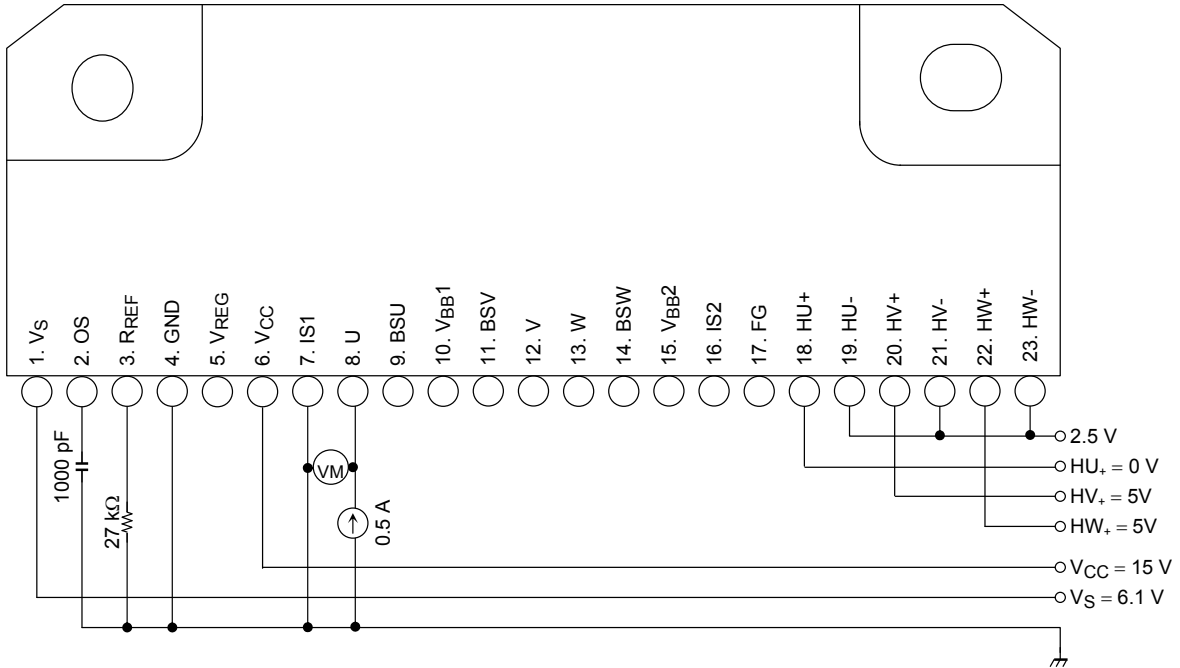 1. VS
2. OS
3. RREF
4. GND
5. VREG
6. VCC
7. IS1
8. U
9. BSU
10. VBB1
11. BSV
12. V
13. W
14. BSW
15. VBB2
16. IS2
17. FG
18. HU+
19. HU-
20. HV+
21. HV-
22. HW+
23. HW-
1000 pF
27 kΩ
VM
0.5 A
2.5 V
HU+ = 0 V
HV+ = 5V
HW+ = 5V
VCC = 15 V
VS = 6.1 V